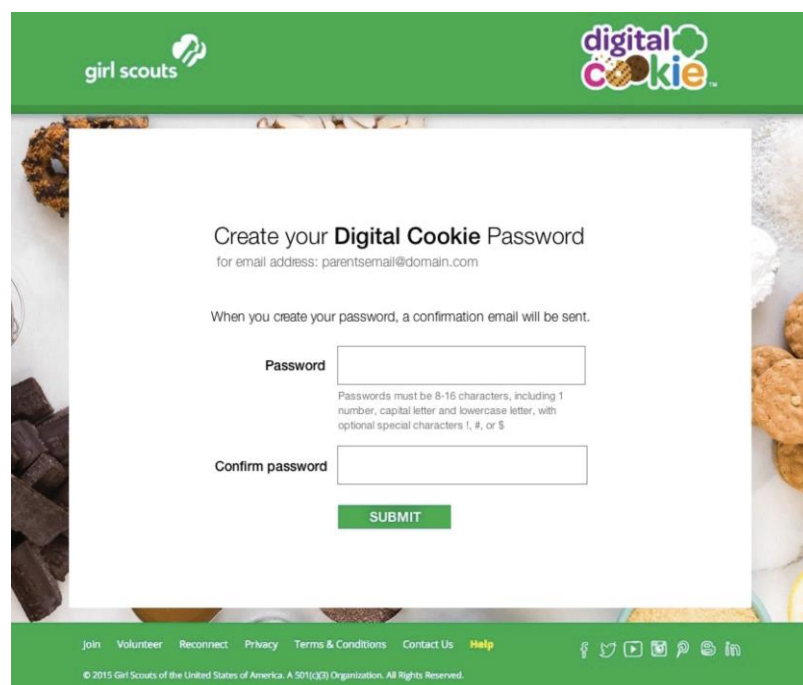 girl scouts
digital
cookie™
Create your Digital Cookie Password
for email address: parentsemail@domain.com
When you create your password, a confirmation email will be sent.
Password
Passwords must be 8-16 characters, including 1
number, capital letter and lowercase letter, with
optional special characters !, #, or $
Confirm password
SUBMIT
Join Volunteer Reconnect Privacy Terms & Conditions Contact Us Help
© 2015 Girl Scouts of the United States of America. A 501(c)(3) Organization. All Rights Reserved.